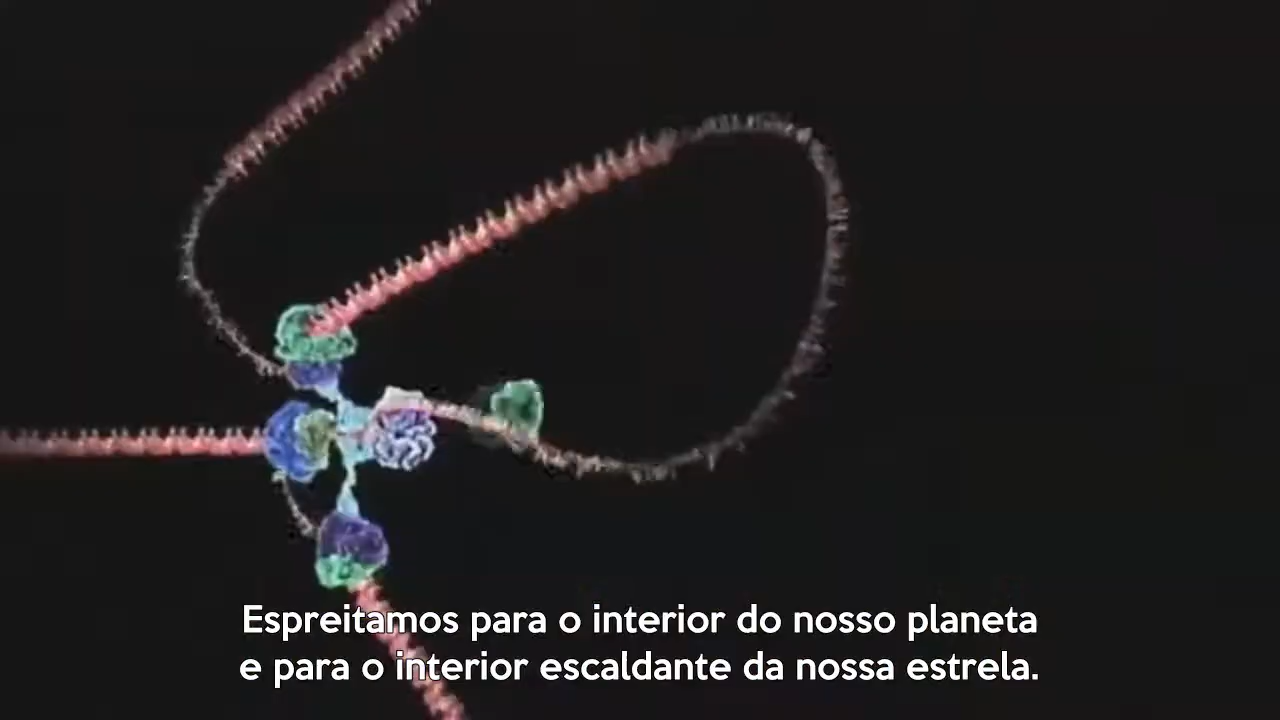 Espreitamos para o interior do nosso planeta
e para o interior escaldante da nossa estrela.